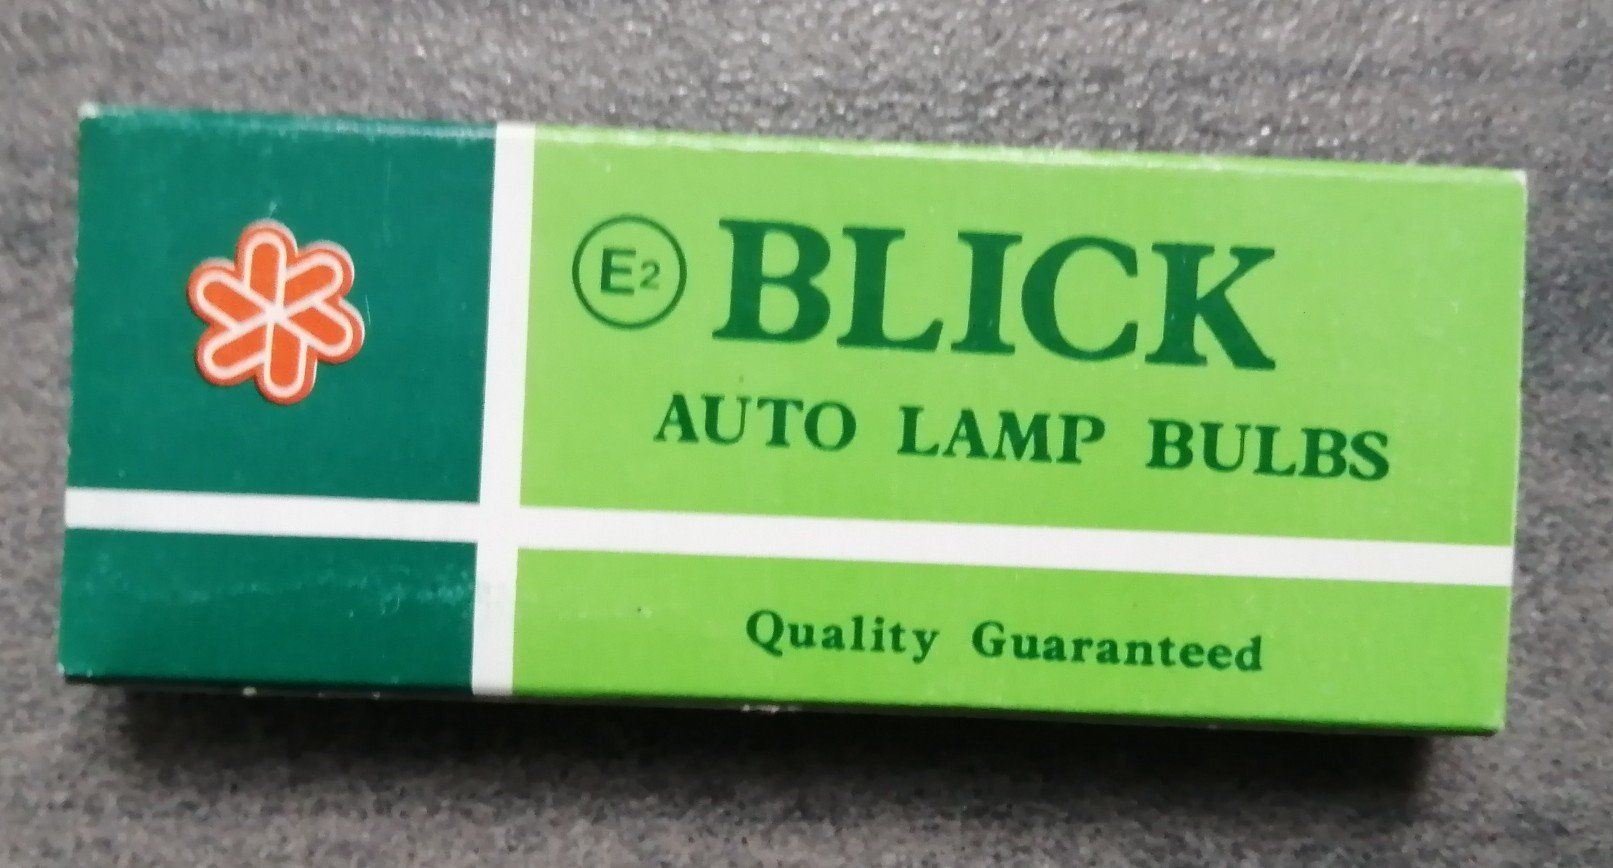 E2 BLICK
AUTO LAMP BULBS
Quality Guaranteed